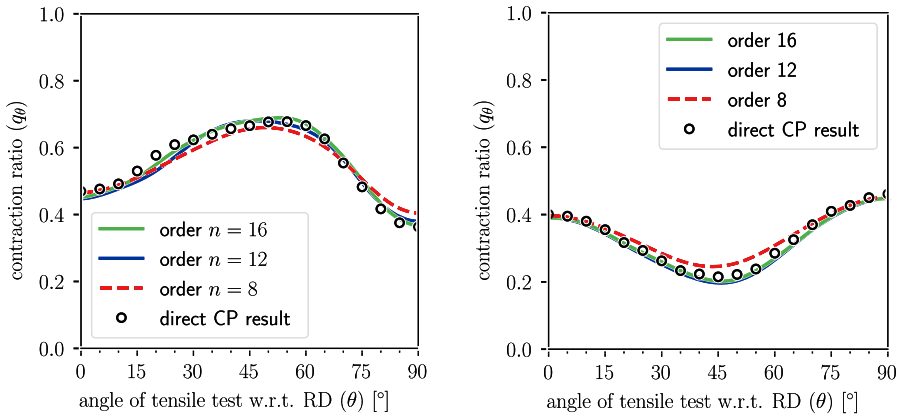 1.0
0.8
0.6
0.4
0.2
0.0
contraction ratio (qθ)
order n = 16
order n = 12
order n = 8
direct CP result
0 15 30 45 60 75 90
angle of tensile test w.r.t. RD (θ) [°]
1.0
0.8
0.6
0.4
0.2
0.0
contraction ratio (qθ)
order 16
order 12
order 8
direct CP result
0 15 30 45 60 75 90
angle of tensile test w.r.t. RD (θ) [°]